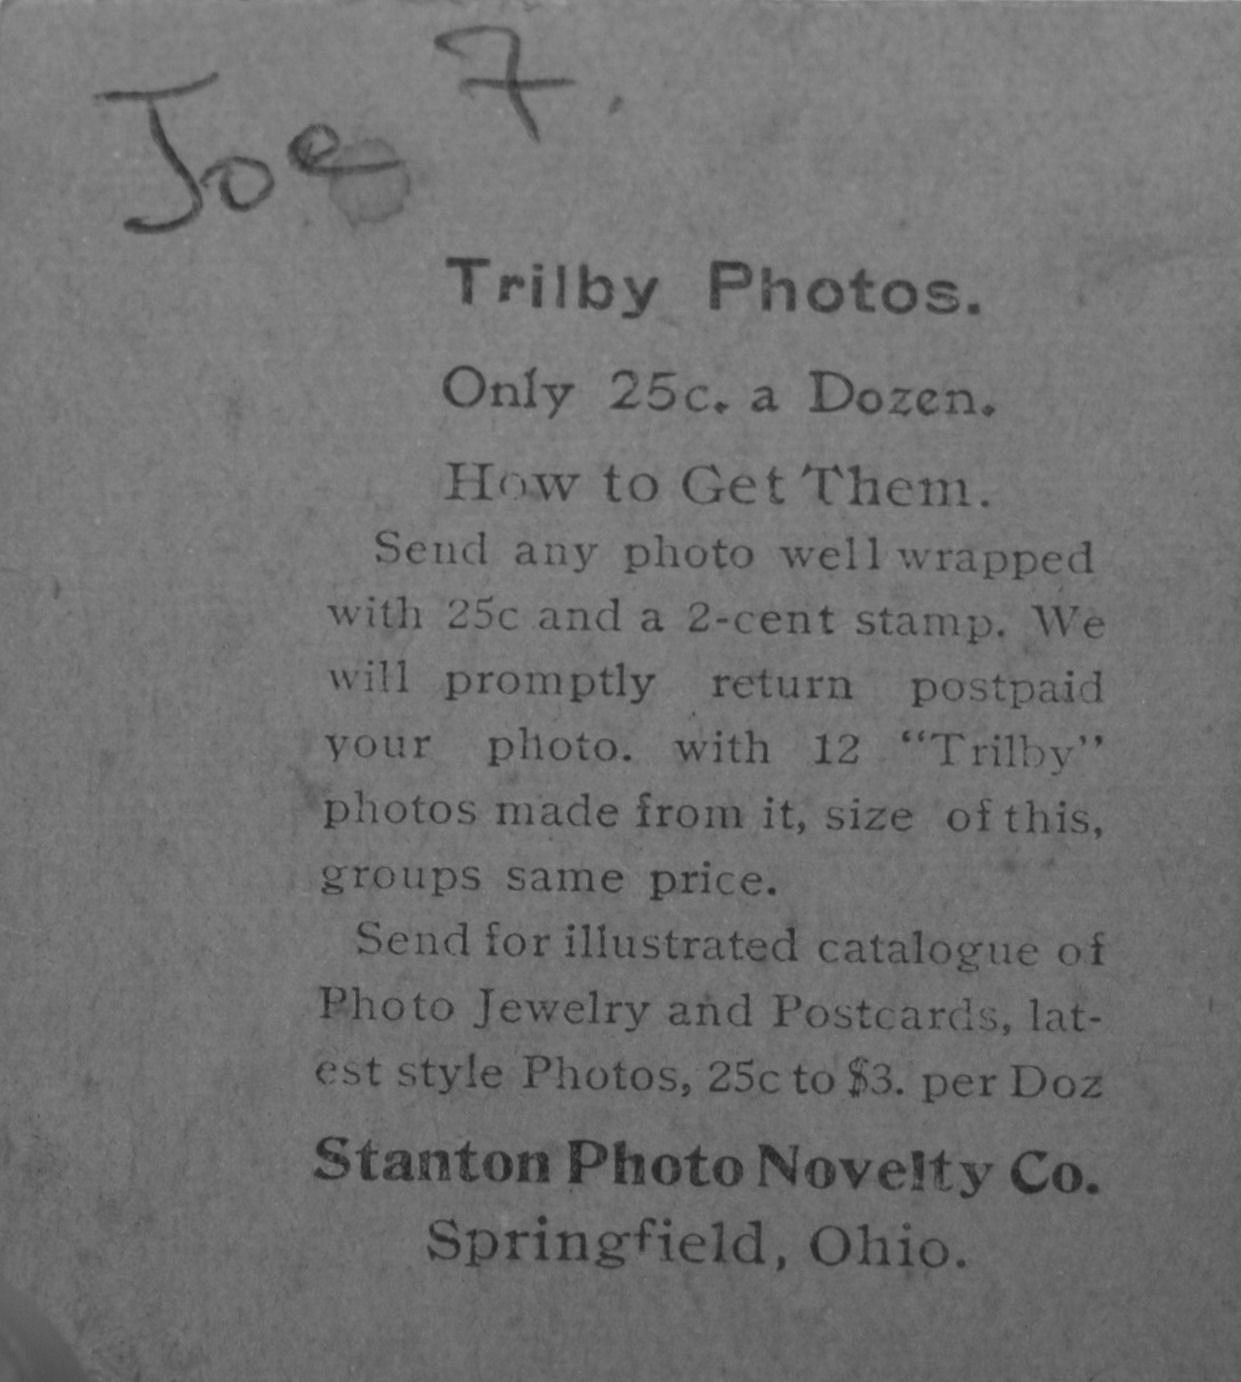 Joe 7.
Trilby Photos.
Only 25c. a Dozen.
How to Get Them.
Send any photo well wrapped
with 25c and a 2-cent stamp. We
will promptly return postpaid
your photo. with 12 "Trilby"
photos made from it, size of this,
groups same price.
Send for illustrated catalogue of
Photo Jewelry and Postcards, lat-
est style Photos, 25c to $3. per Doz
Stanton Photo Novelty Co.
Springfield, Ohio.